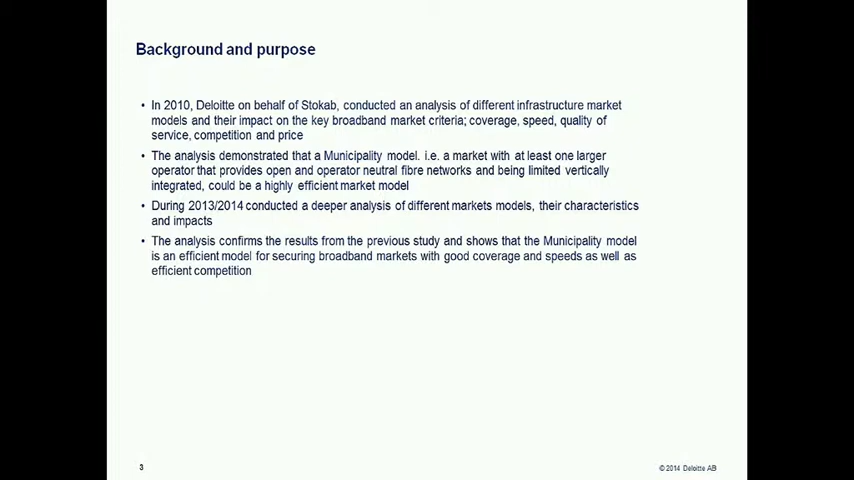 Background and purpose
• In 2010, Deloitte on behalf of Stokab, conducted an analysis of different infrastructure market
models and their impact on the key broadband market criteria; coverage, speed, quality of
service, competition and price
• The analysis demonstrated that a Municipality model. i.e. a market with at least one larger
operator that provides open and operator neutral fibre networks and being limited vertically
integrated, could be a highly efficient market model
• During 2013/2014 conducted a deeper analysis of different markets models, their characteristics
and impacts
• The analysis confirms the results from the previous study and shows that the Municipality model
is an efficient model for securing broadband markets with good coverage and speeds as well as
efficient competition
3
© 2014 Deloitte AB